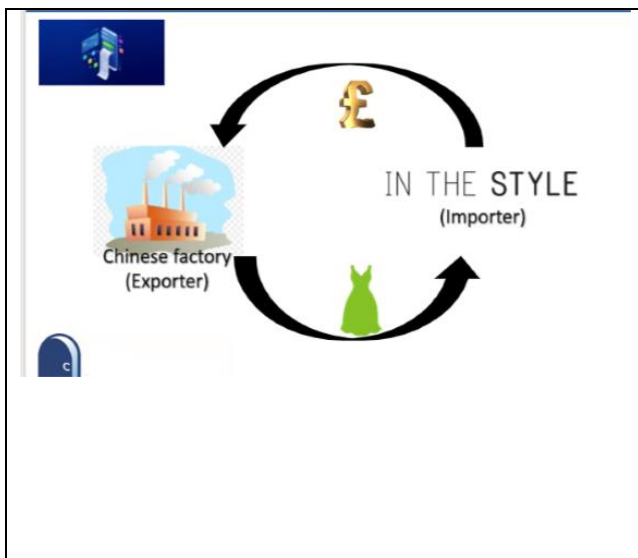 £
IN THE STYLE
(Importer)
Chinese factory
(Exporter)
C